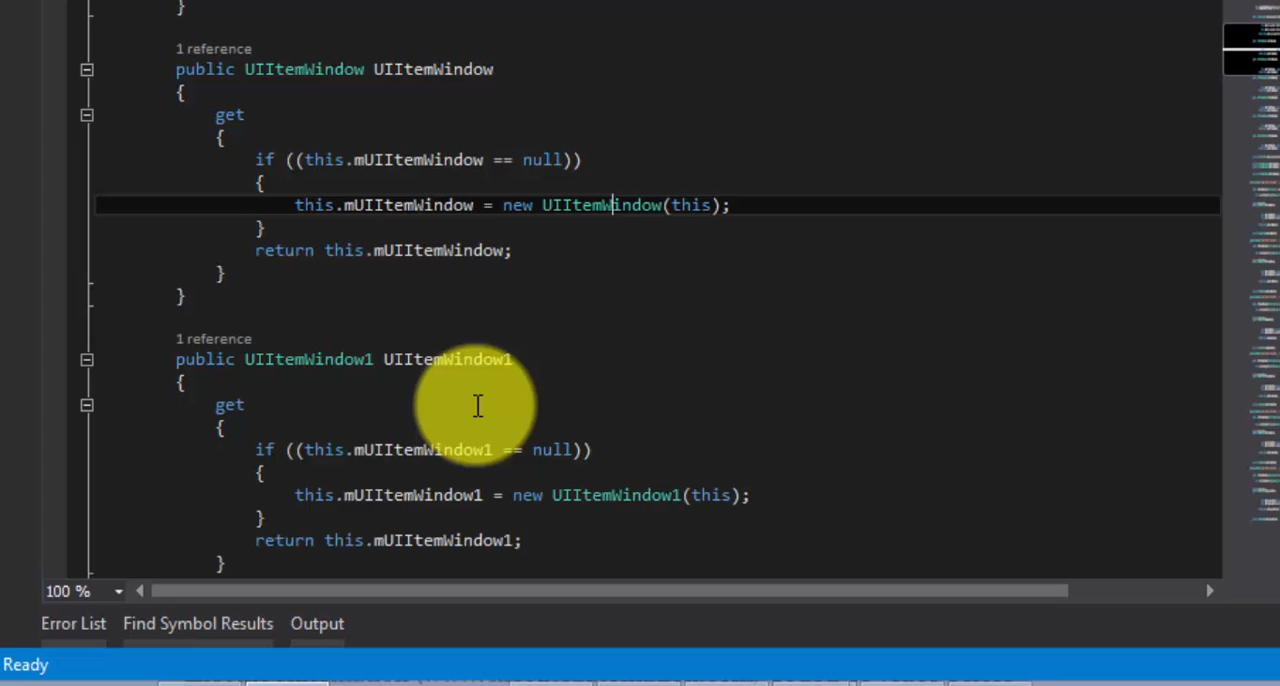 }
1 reference
public UIItemWindow UIItemWindow
{
get
{
if ((this.mUIItemWindow == null))
{
this.mUIItemWindow = new UIItemWindow(this);
}
return this.mUIItemWindow;
}
}
1 reference
public UIItemWindow1 UIItemWindow1
{
get
{
if ((this.mUIItemWindow1 == null))
{
this.mUIItemWindow1 = new UIItemWindow1(this);
}
return this.mUIItemWindow1;
}
100 %
Error List Find Symbol Results Output
Ready